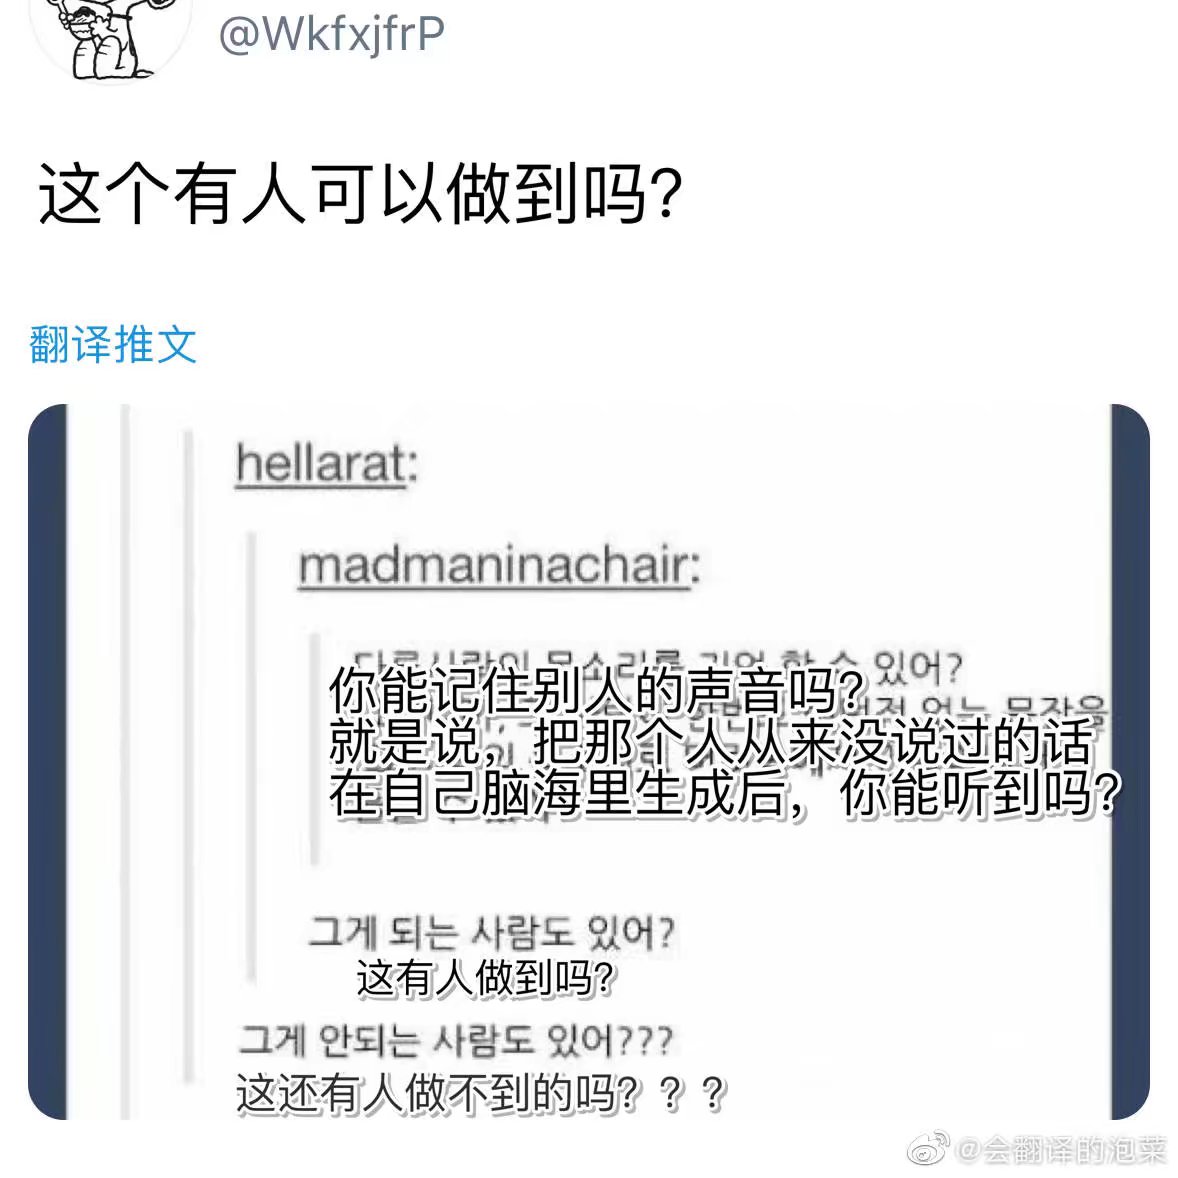 @WkfxjfrP
这个有人可以做到吗?
翻译推文
hellarat:
madmaninachair:
있어?
你能记住别人的声音吗?
就是说，把那个人从来没说过的话
在自己脑海里生成后，你能听到吗?
그게 되는 사람도 있어?
这有人做到吗?
그게 안되는 사람도 있어???
这还有人做不到的吗? ? ?
@会翻译的泡菜